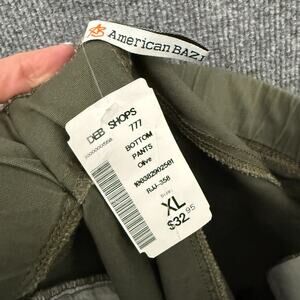 American BAZI
DEB SHOPS
777
BOTTOM
PANTS
Olive
RJJ-358
XL
$32.95